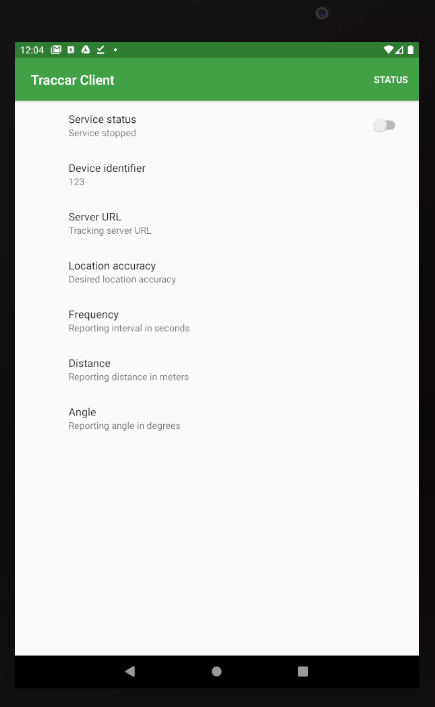 12:04
Traccar Client
STATUS
Service status
Service stopped
Device identifier
123
Server URL
Tracking server URL
Location accuracy
Desired location accuracy
Frequency
Reporting interval in seconds
Distance
Reporting distance in meters
Angle
Reporting angle in degrees